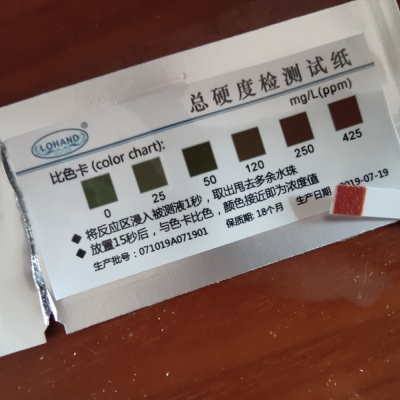 LOHAND
总硬度检测试纸
mg/L(ppm)
比色卡 (color chart):
0 25 50 120 250 425
◆ 将反应区浸入被测液1秒，取出甩去多余水珠
◆ 放置15秒后，与色卡比色，颜色接近即为浓度值
生产批号：071019A071901 保质期: 18个月 生产日期 2019-07-19